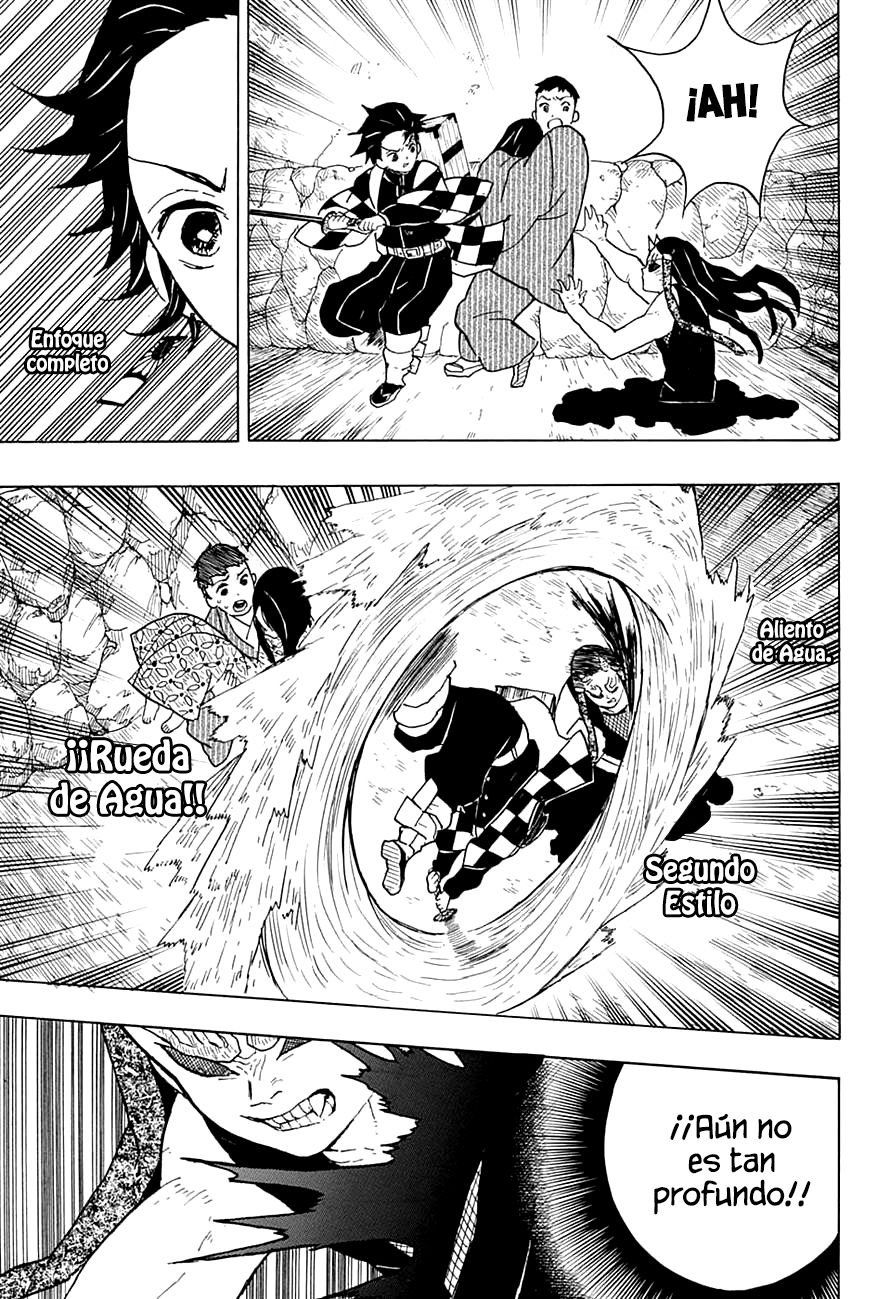 ¡AH!
Enfoque
completo
Aliento
de Agua.
Segundo
Estilo
¡¡Rueda
de Agua!!
¡¡Aún no
es tan
profundo!!